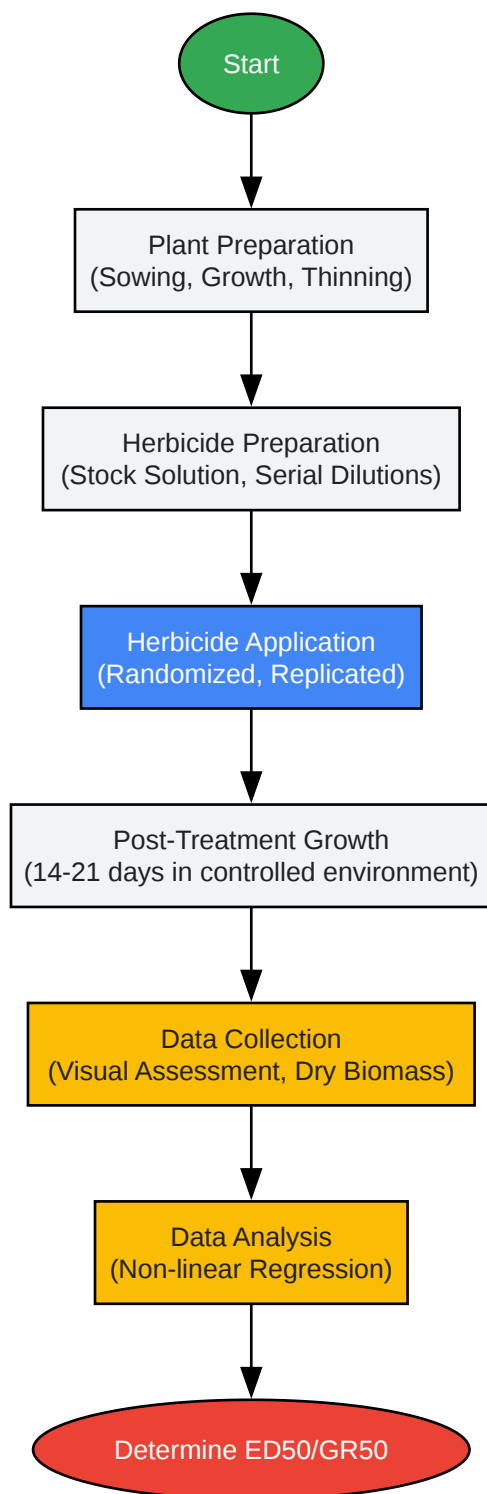 Start
Plant Preparation
(Sowing, Growth, Thinning)
Herbicide Preparation
(Stock Solution, Serial Dilutions)
Herbicide Application
(Randomized, Replicated)
Post-Treatment Growth
(14-21 days in controlled environment)
Data Collection
(Visual Assessment, Dry Biomass)
Data Analysis
(Non-linear Regression)
Determine ED50/GR50